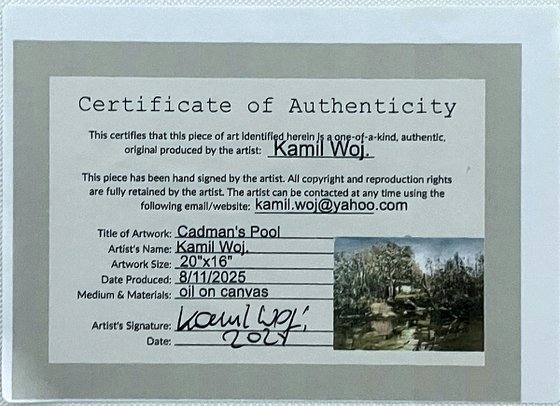 Certificate of Authenticity
This certifies that this piece of art identified herein is a one-of-a-kind, authentic,
original produced by the artist: Kamil Woj.
This piece has been hand signed by the artist. All copyright and reproduction rights
are fully retained by the artist. The artist can be contacted at any time using the
following email/website: kamil.woj@yahoo.com
Title of Artwork: Cadman's Pool
Artist's Name: Kamil Woj.
Artwork Size: 20"x16"
Date Produced: 8/11/2025
Medium & Materials: oil on canvas
Artist's Signature: Kamil Woj.
Date: